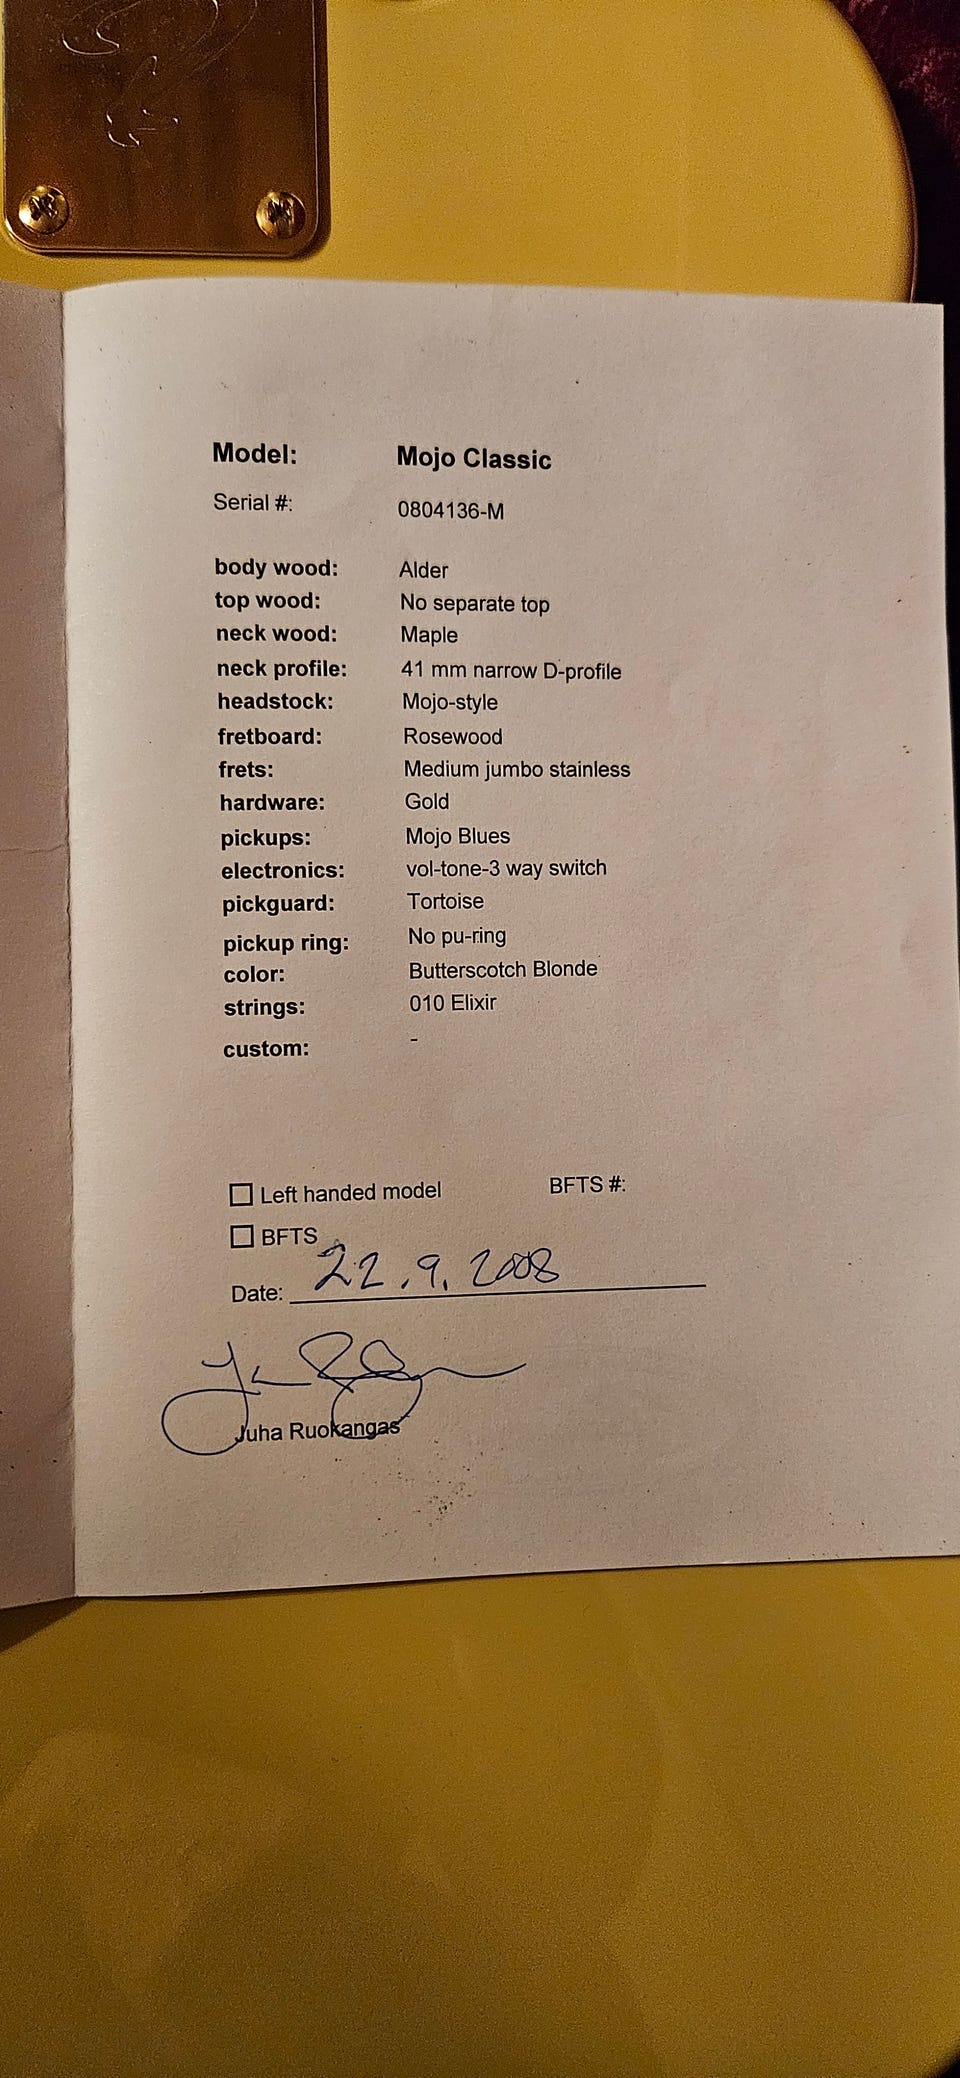 Model: Mojo Classic
Serial #: 0804136-M
body wood: Alder
top wood: No separate top
neck wood: Maple
neck profile: 41 mm narrow D-profile
headstock: Mojo-style
fretboard: Rosewood
frets: Medium jumbo stainless
hardware: Gold
pickups: Mojo Blues
electronics: vol-tone-3 way switch
pickguard: Tortoise
pickup ring: No pu-ring
color: Butterscotch Blonde
strings: 010 Elixir
custom: -
Left handed model BFTS #:
BFTS
Date: 22.9.2008
Juha Ruokangas